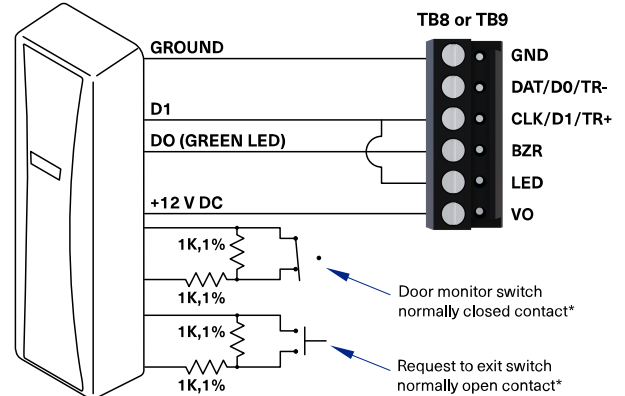 TB8 or TB9
GROUND
GND
DAT/D0/TR-
D1
CLK/D1/TR+
DO (GREEN LED)
BZR
LED
+12 V DC
VO
1K,1%
1K,1%
Door monitor switch
normally closed contact*
1K,1%
1K,1%
Request to exit switch
normally open contact*